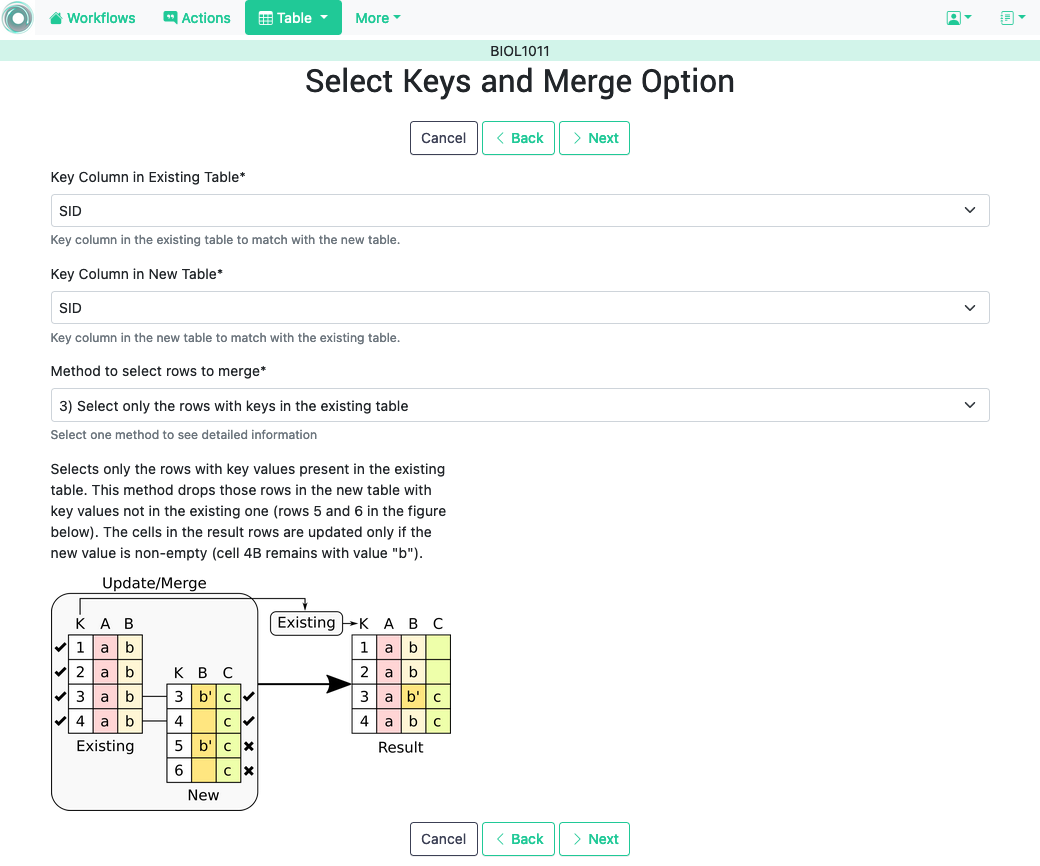 Workflows Actions Table More
BIOL1011
Select Keys and Merge Option
Cancel Back Next
Key Column in Existing Table*
SID
Key column in the existing table to match with the new table.
Key Column in New Table*
SID
Key column in the new table to match with the existing table.
Method to select rows to merge*
3) Select only the rows with keys in the existing table
Select one method to see detailed information
Selects only the rows with key values present in the existing
table. This method drops those rows in the new table with
key values not in the existing one (rows 5 and 6 in the figure
below). The cells in the result rows are updated only if the
new value is non-empty (cell 4B remains with value "b").
Update/Merge
K A B
1 a b
2 a b
3 a b
4 a b
Existing
K B C
3 b' c
4 c
5 b' c
6 c
New
Existing
K A B C
1 a b
2 a b
3 a b' c
4 a b c
Result
Cancel Back Next